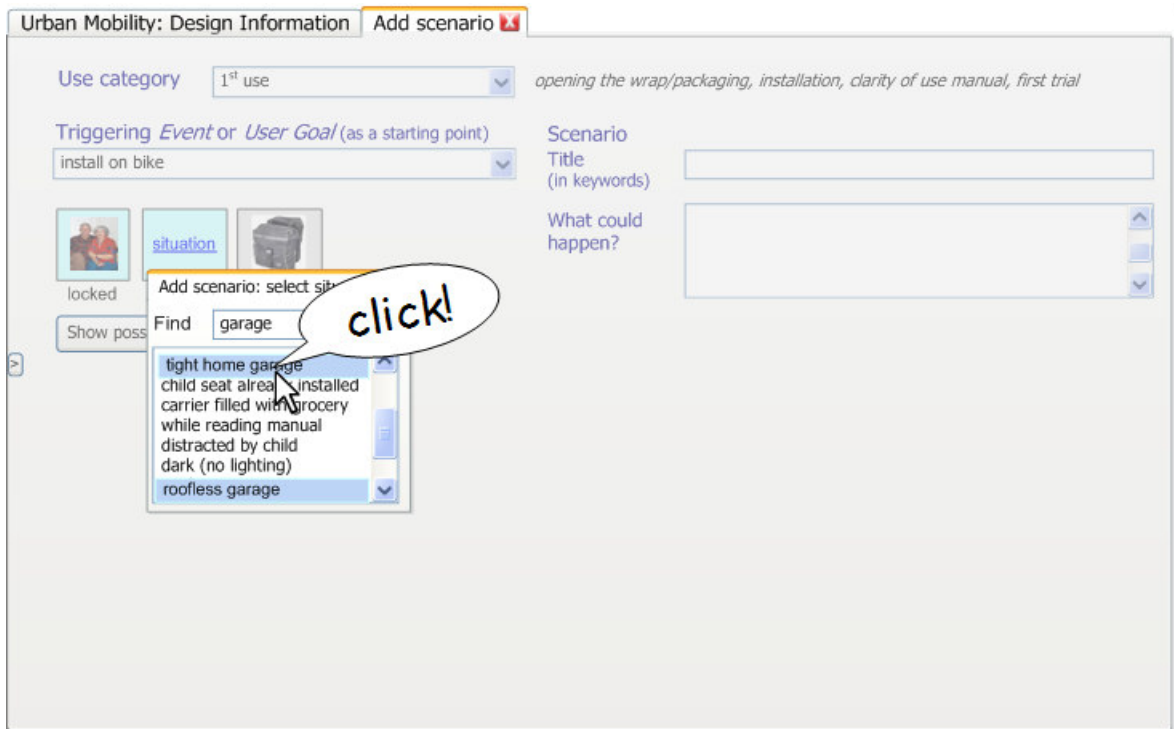 Urban Mobility: Design Information
Add scenario
Use category
1st use
opening the wrap/packaging, installation, clarity of use manual, first trial
Triggering Event or User Goal (as a starting point)
install on bike
Scenario
Title
(in keywords)
What could
happen?
situation
locked
Show poss
Add scenario: select situ
Find
garage
click!
tight home garage
child seat already installed
carrier filled with grocery
while reading manual
distracted by child
dark (no lighting)
roofless garage
>